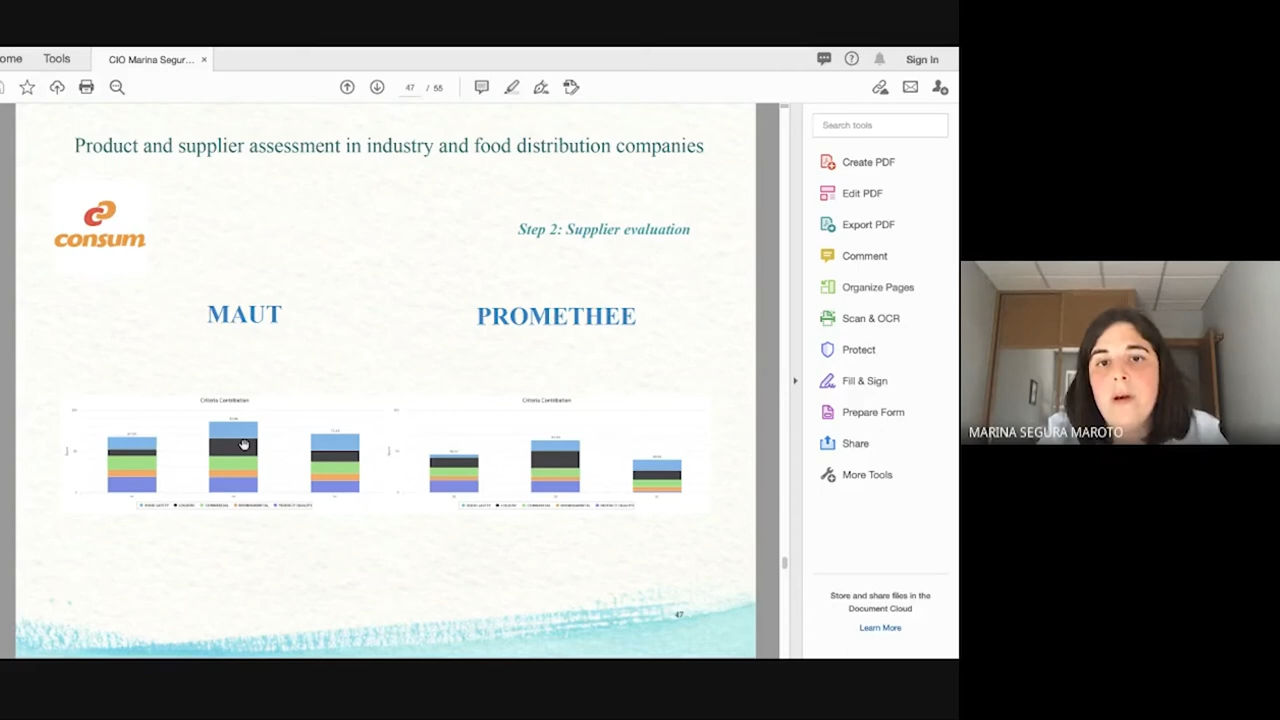 ome
Tools
CIO Marina Segur... ×
Sign In
47 / 55
Product and supplier assessment in industry and food distribution companies
consum
Step 2: Supplier evaluation
MAUT
PROMETHEE
Criteria Contribution
Criteria Contribution
47
Search tools
Create PDF
Edit PDF
Export PDF
Comment
Organize Pages
Scan & OCR
Protect
Fill & Sign
Prepare Form
Share
More Tools
Store and share files in the
Document Cloud
Learn More
MARINA SEGURA MAROTO